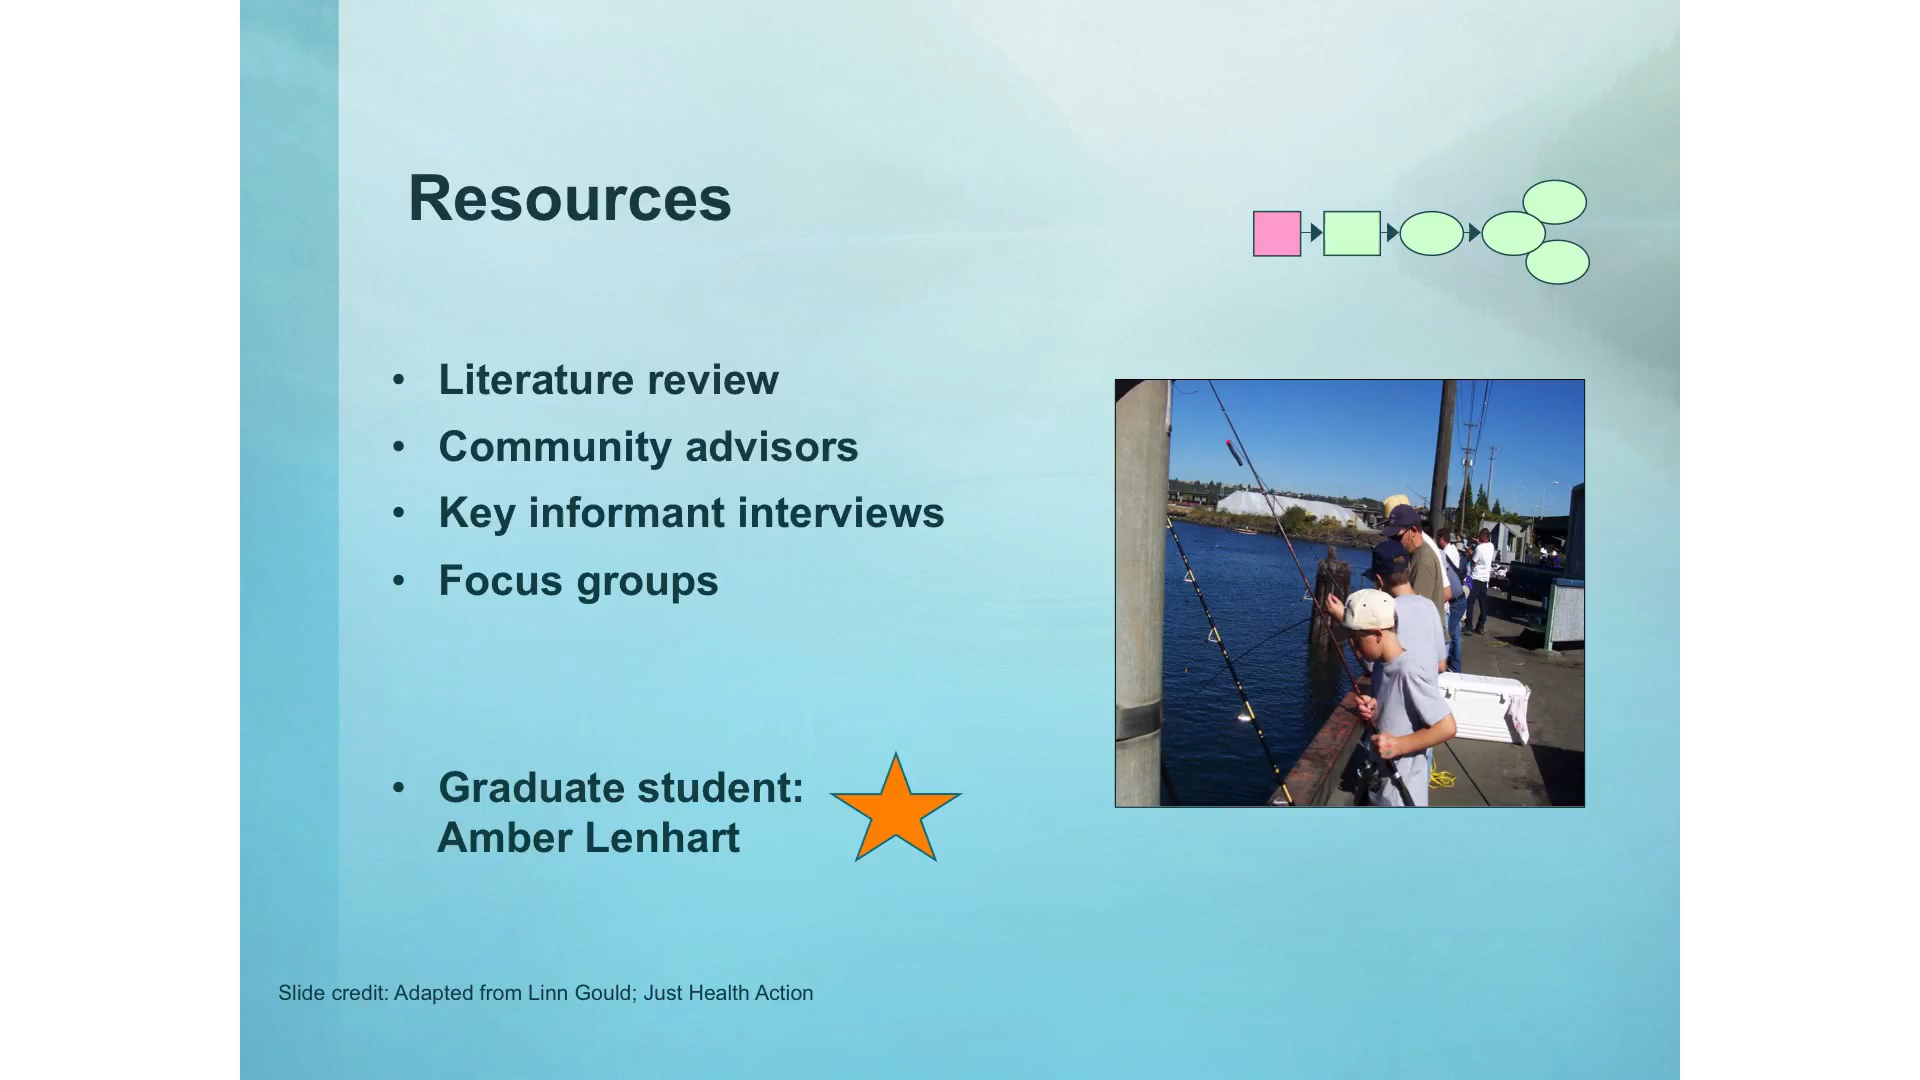 Resources
• Literature review
• Community advisors
• Key informant interviews
• Focus groups
• Graduate student:
Amber Lenhart
Slide credit: Adapted from Linn Gould; Just Health Action